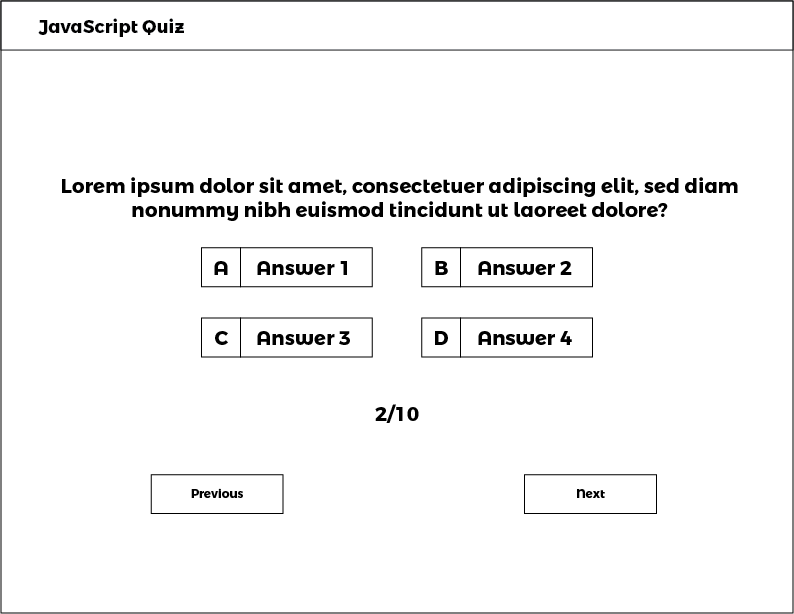 JavaScript Quiz
Lorem ipsum dolor sit amet, consectetuer adipiscing elit, sed diam
nonummy nibh euismod tincidunt ut laoreet dolore?
A Answer 1
B Answer 2
C Answer 3
D Answer 4
2/10
Previous
Next